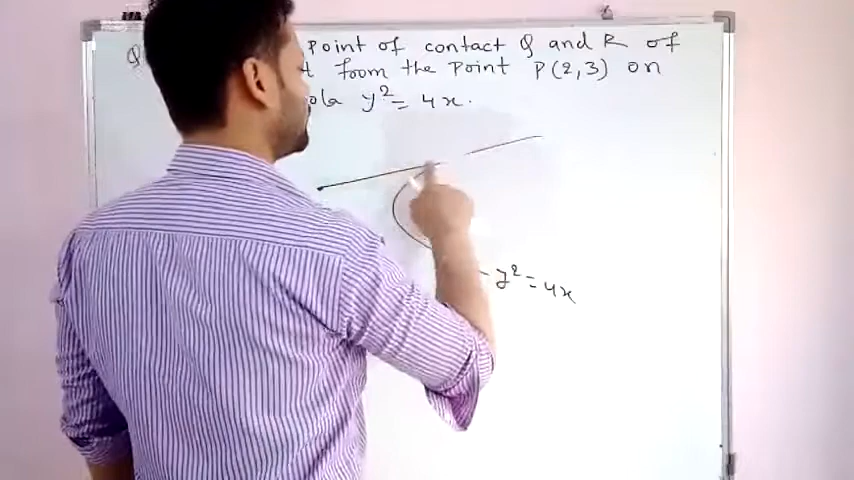 Point of contact Q and R of
from the Point P(2,3) on
ola y² = 4x.
y² = 4x